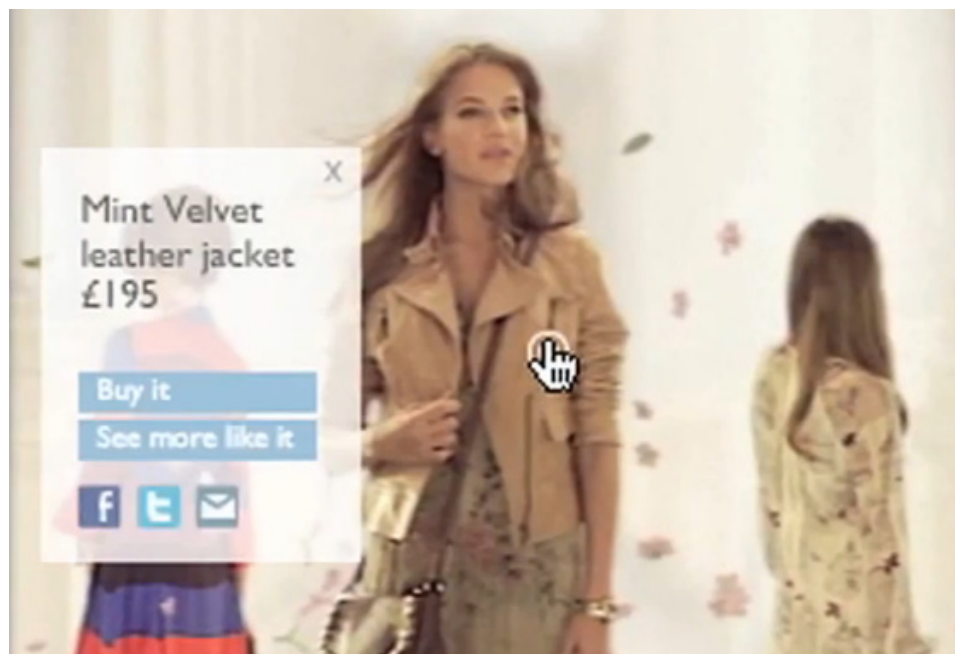 X
Mint Velvet
leather jacket
£195
Buy it
See more like it
f
t